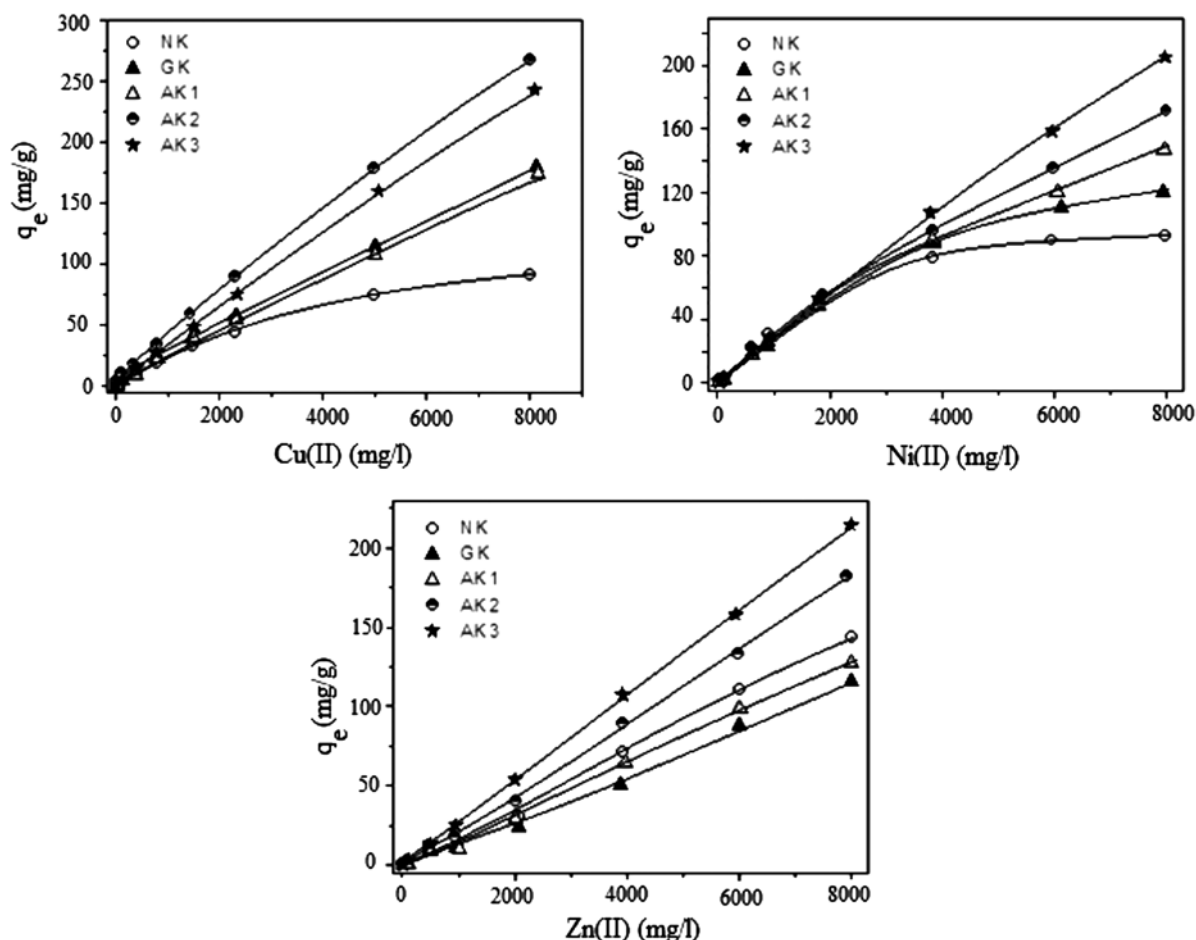 300
250
200
150
100
50
0
qe (mg/g)
NK
GK
AK1
AK2
AK3
0 2000 4000 6000 8000
Cu(II) (mg/l)
200
160
120
80
40
0
qe (mg/g)
NK
GK
AK1
AK2
AK3
0 2000 4000 6000 8000
Ni(II) (mg/l)
200
150
100
50
0
qe (mg/g)
NK
GK
AK1
AK2
AK3
0 2000 4000 6000 8000
Zn(II) (mg/l)